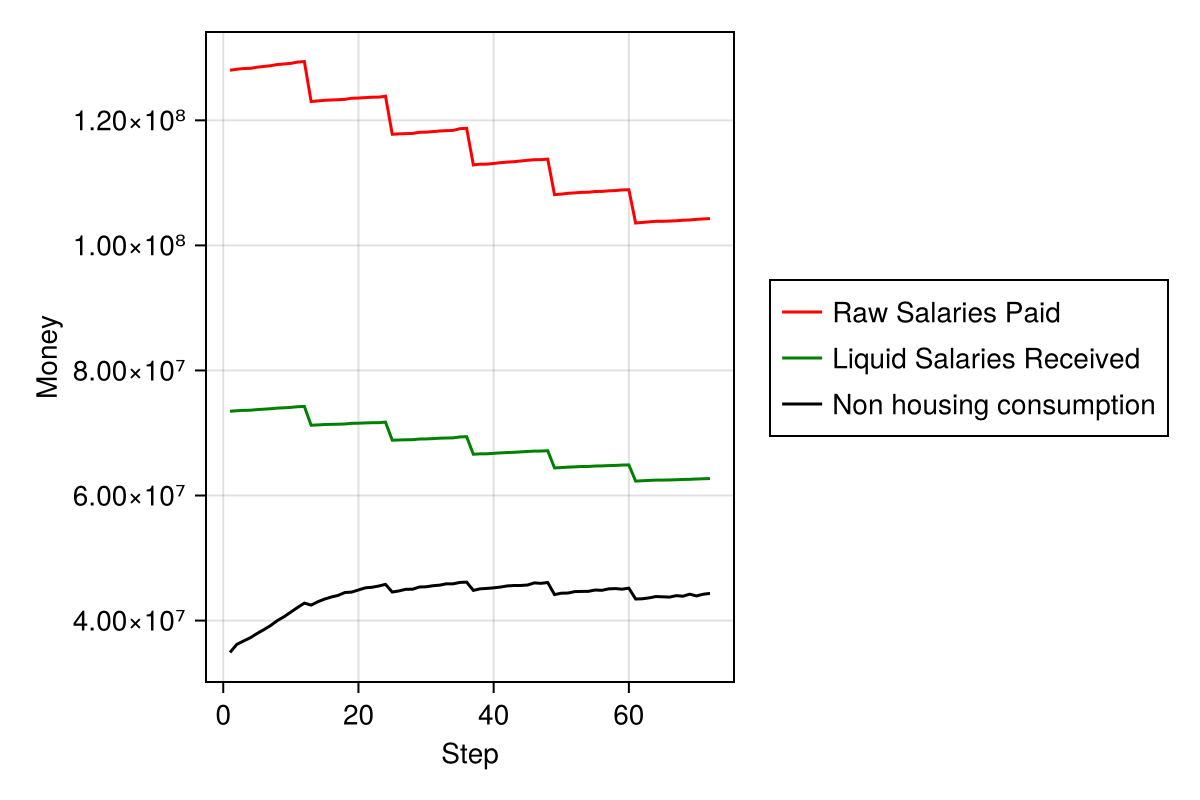 1.20×10⁸
1.00×10⁸
8.00×10⁷
6.00×10⁷
4.00×10⁷
Money
0 20 40 60
Step
Raw Salaries Paid
Liquid Salaries Received
Non housing consumption